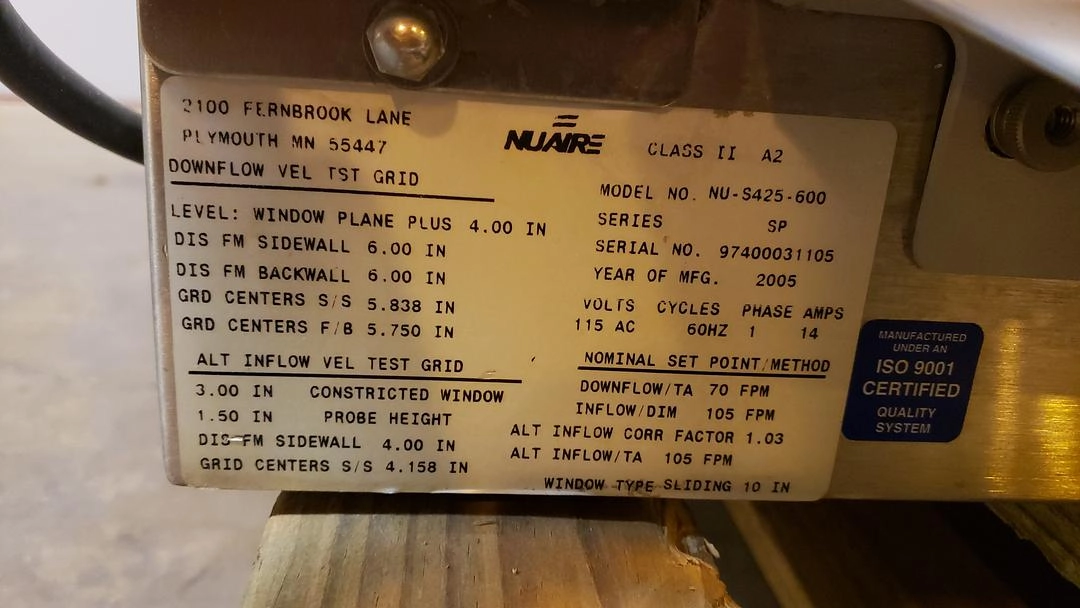 2100 FERNBROOK LANE
PLYMOUTH MN 55447
DOWNFLOW VEL TST GRID
LEVEL: WINDOW PLANE PLUS 4.00 IN
DIS FM SIDEWALL 6.00 IN
DIS FM BACKWALL 6.00 IN
GRD CENTERS S/S 5.838 IN
GRD CENTERS F/B 5.750 IN
ALT INFLOW VEL TEST GRID
3.00 IN CONSTRICTED WINDOW
1.50 IN PROBE HEIGHT
DIS FM SIDEWALL 4.00 IN
GRID CENTERS S/S 4.158 IN
NUAIRE
CLASS II A2
MODEL NO. NU-S425-600
SERIES SP
SERIAL NO. 97400031105
YEAR OF MFG. 2005
VOLTS CYCLES PHASE AMPS
115 AC 60HZ 1 14
NOMINAL SET POINT/METHOD
DOWNFLOW/TA 70 FPM
INFLOW/DIM 105 FPM
ALT INFLOW CORR FACTOR 1.03
ALT INFLOW/TA 105 FPM
WINDOW TYPE SLIDING 10 IN
MANUFACTURED
UNDER AN
ISO 9001
CERTIFIED
QUALITY
SYSTEM